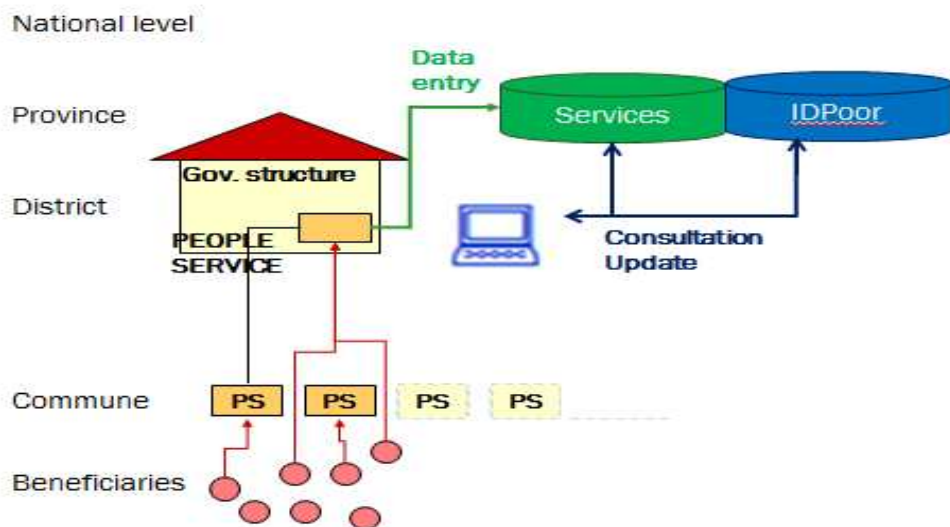 National level
Data
entry
Province
Services
IDPoor
Gov. structure
District
PEOPLE
SERVICE
Consultation
Update
Commune
PS
PS
PS
PS
Beneficiaries